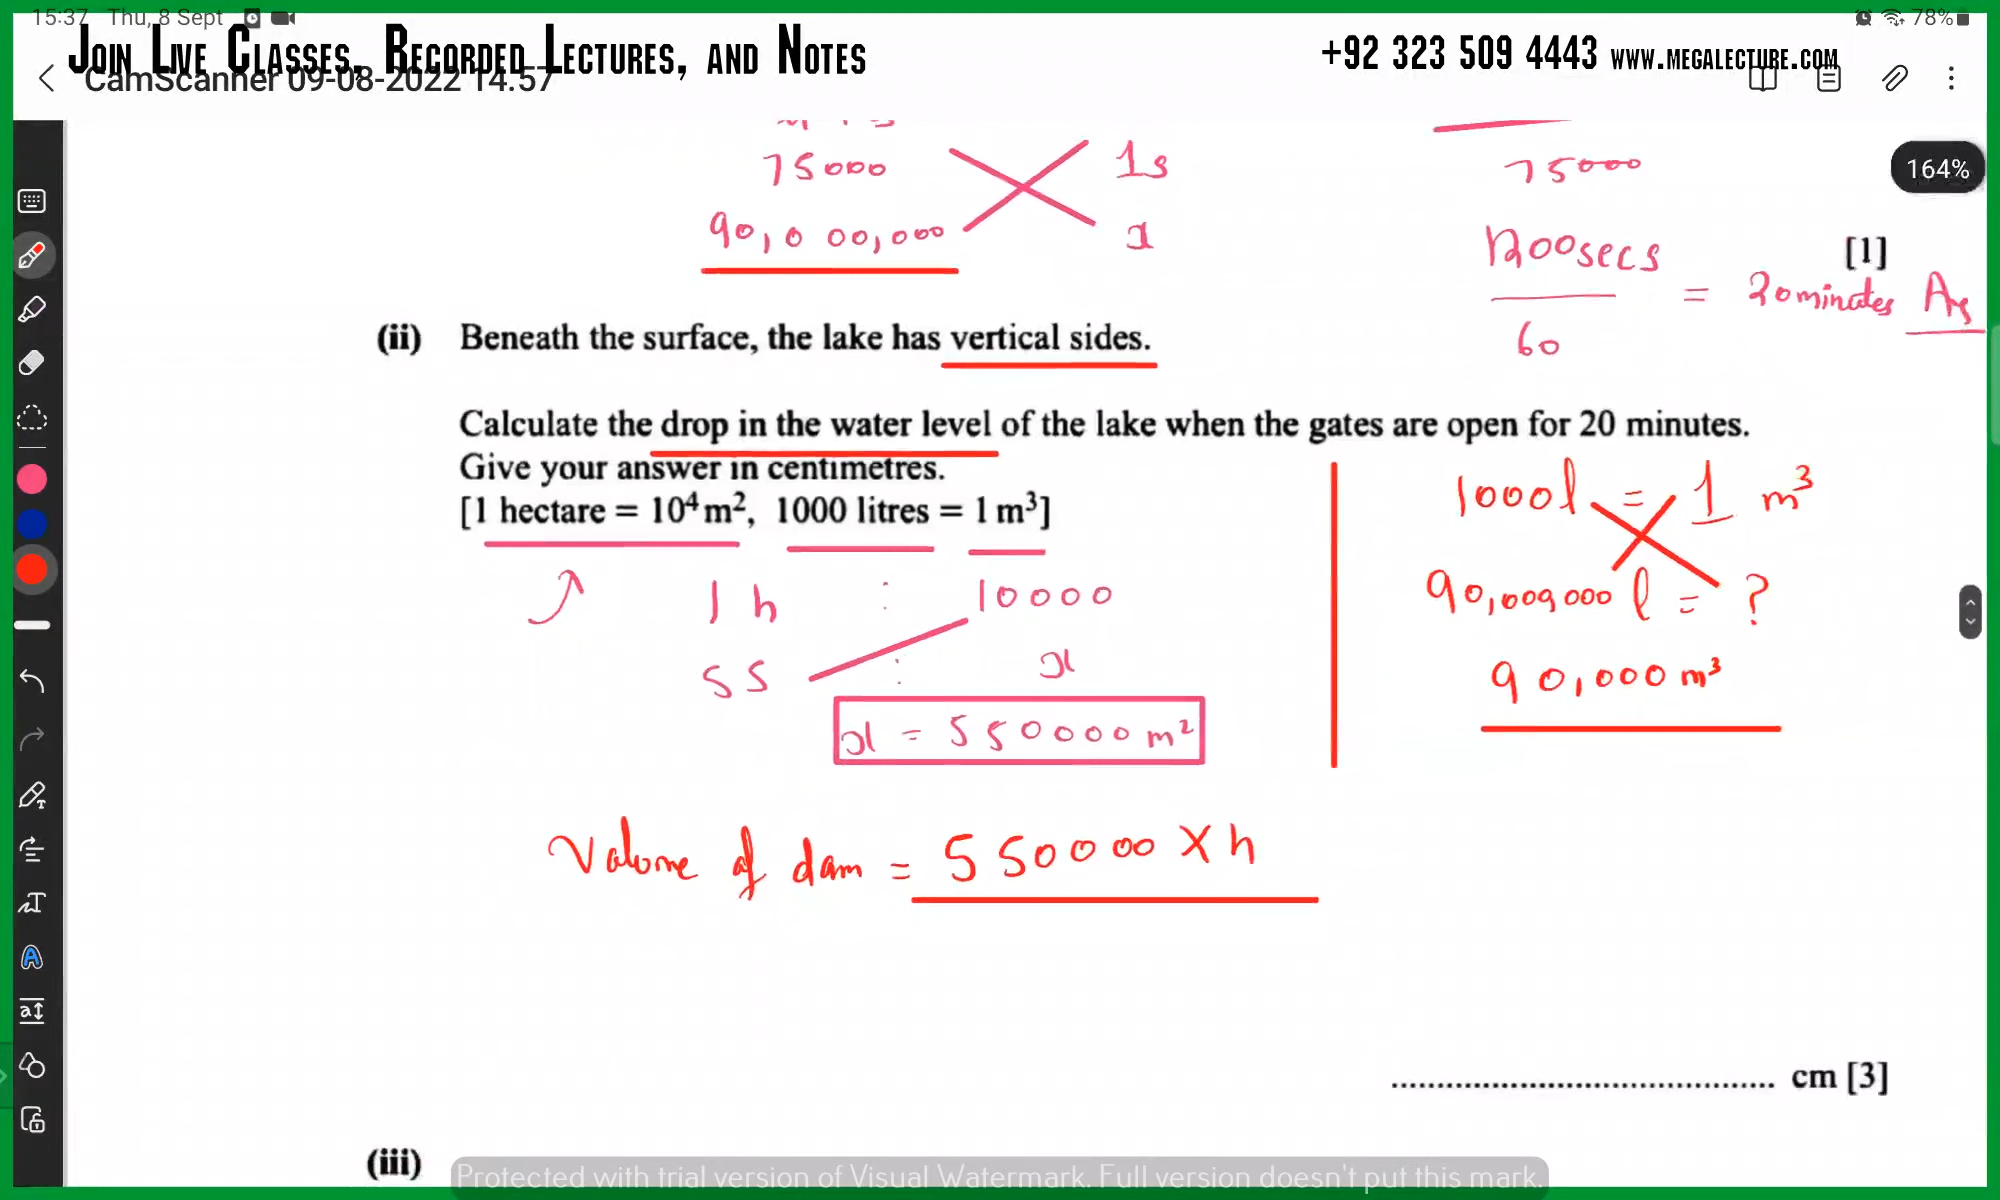 15:37 Thu, 8 Sept
78%
JOIN LIVE CLASSES, RECORDED LECTURES, AND NOTES
+92 323 509 4443 WWW.MEGALECTURE.COM
CamScanner 09-08-2022 14.57
164%
75000 1s
75000
90,000,000 x
1200secs
60
= 20minutes Ans
[1]
(ii) Beneath the surface, the lake has vertical sides.
Calculate the drop in the water level of the lake when the gates are open for 20 minutes.
Give your answer in centimetres.
[1 hectare = 10⁴ m², 1000 litres = 1 m³]
1000l = 1 m³
1 h : 10000
90,000,000 l = ?
55 : x
90,000 m³
x = 550000 m²
Volume of dam = 550000 × h
........................................ cm [3]
(iii)
Protected with trial version of Visual Watermark. Full version doesn't put this mark.